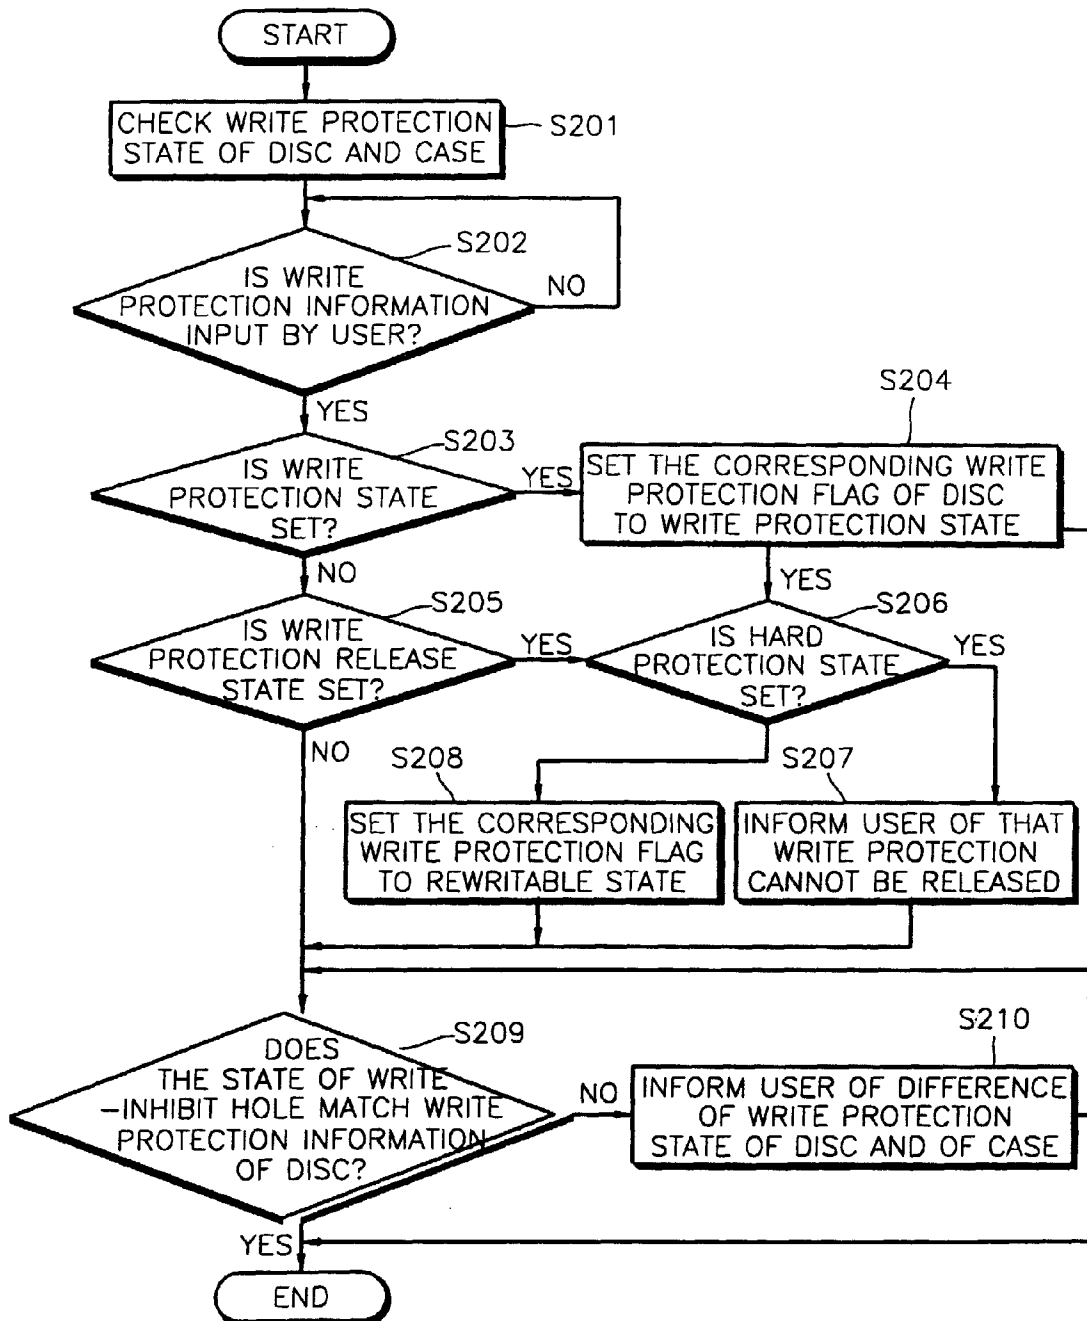 START
CHECK WRITE PROTECTION
STATE OF DISC AND CASE
S201
S202
IS WRITE
PROTECTION INFORMATION
INPUT BY USER?
NO
YES
S203
IS WRITE
PROTECTION STATE
SET?
YES
S204
SET THE CORRESPONDING WRITE
PROTECTION FLAG OF DISC
TO WRITE PROTECTION STATE
NO
YES
S205
IS WRITE
PROTECTION RELEASE
STATE SET?
YES
S206
IS HARD
PROTECTION STATE
SET?
YES
NO
S208
SET THE CORRESPONDING
WRITE PROTECTION FLAG
TO REWRITABLE STATE
S207
INFORM USER OF THAT
WRITE PROTECTION
CANNOT BE RELEASED
S209
DOES
THE STATE OF WRITE
-INHIBIT HOLE MATCH WRITE
PROTECTION INFORMATION
OF DISC?
NO
S210
INFORM USER OF DIFFERENCE
OF WRITE PROTECTION
STATE OF DISC AND OF CASE
YES
END